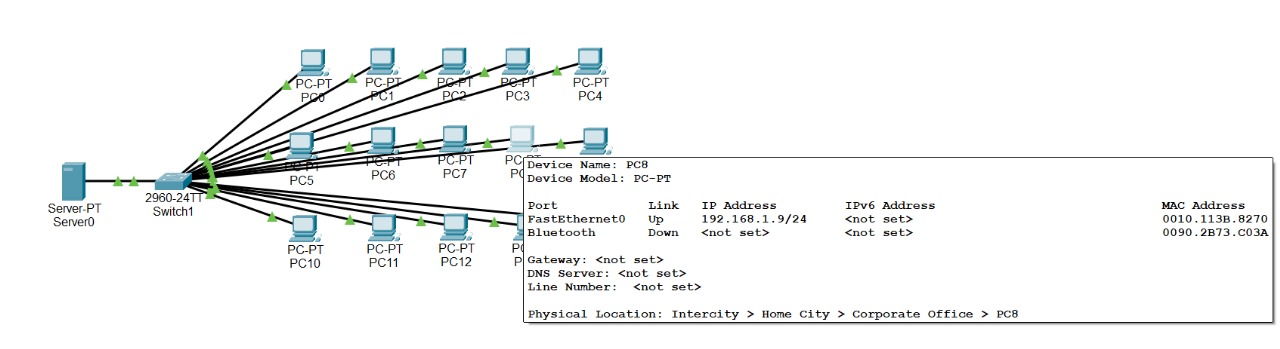 PC-PT
PC0
PC-PT
PC1
PC-PT
PC2
PC-PT
PC3
PC-PT
PC4
Server-PT
Server0
2960-24TT
Switch1
PC-PT
PC5
PC-PT
PC6
PC-PT
PC7
PC-PT
PC-PT
PC10
PC-PT
PC11
PC-PT
PC12
Device Name: PC8
Device Model: PC-PT
Port Link IP Address IPv6 Address MAC Address
FastEthernet0 Up 192.168.1.9/24 <not set> 0010.113B.8270
Bluetooth Down <not set> <not set> 0090.2B73.C03A
Gateway: <not set>
DNS Server: <not set>
Line Number: <not set>
Physical Location: Intercity > Home City > Corporate Office > PC8